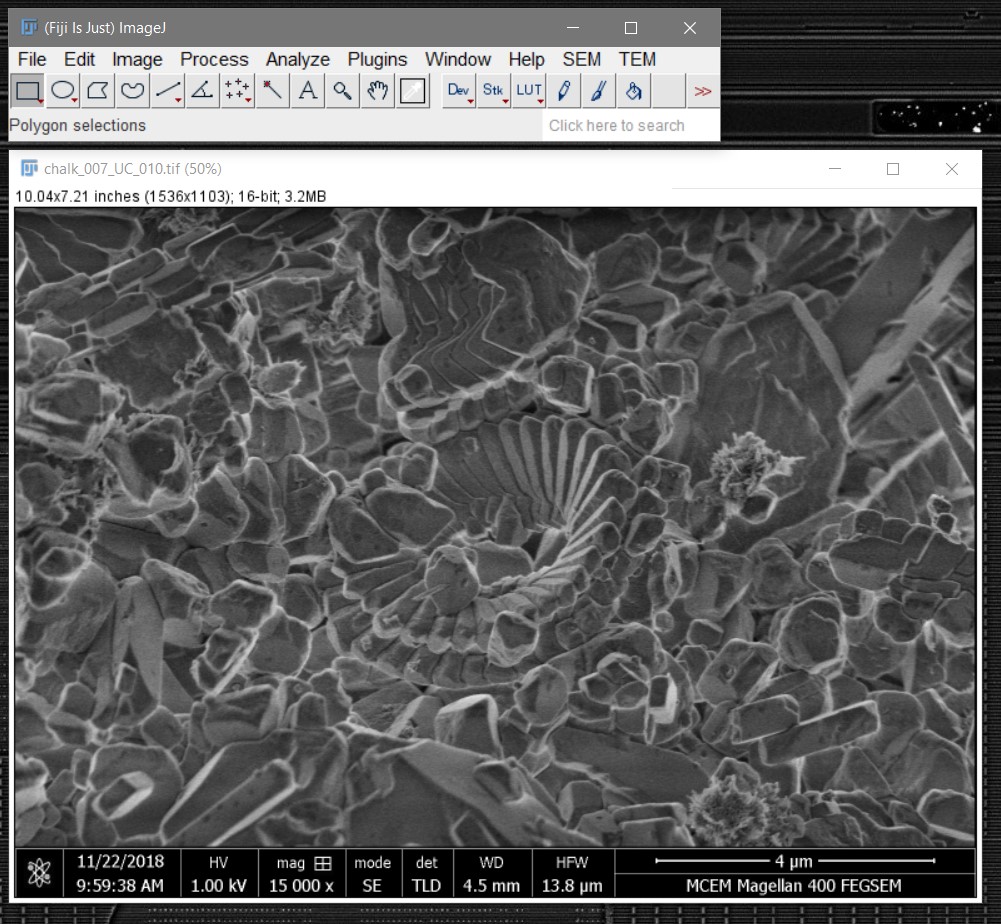 (Fiji Is Just) ImageJ
File Edit Image Process Analyze Plugins Window Help SEM TEM
A Dev Stk LUT >>
Polygon selections Click here to search
chalk_007_UC_010.tif (50%)
10.04x7.21 inches (1536x1103); 16-bit; 3.2MB
11/22/2018 HV mag mode det WD HFW 4 µm
9:59:38 AM 1.00 kV 15 000 x SE TLD 4.5 mm 13.8 µm MCEM Magellan 400 FEGSEM